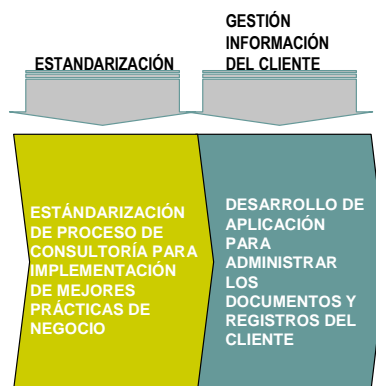 ESTANDARIZACIÓN
GESTIÓN
INFORMACIÓN
DEL CLIENTE
ESTÁNDARIZACIÓN
DE PROCESO DE
CONSULTORÍA PARA
IMPLEMENTACIÓN
DE MEJORES
PRÁCTICAS DE
NEGOCIO
DESARROLLO DE
APLICACIÓN
PARA
ADMINISTRAR
LOS
DOCUMENTOS Y
REGISTROS DEL
CLIENTE